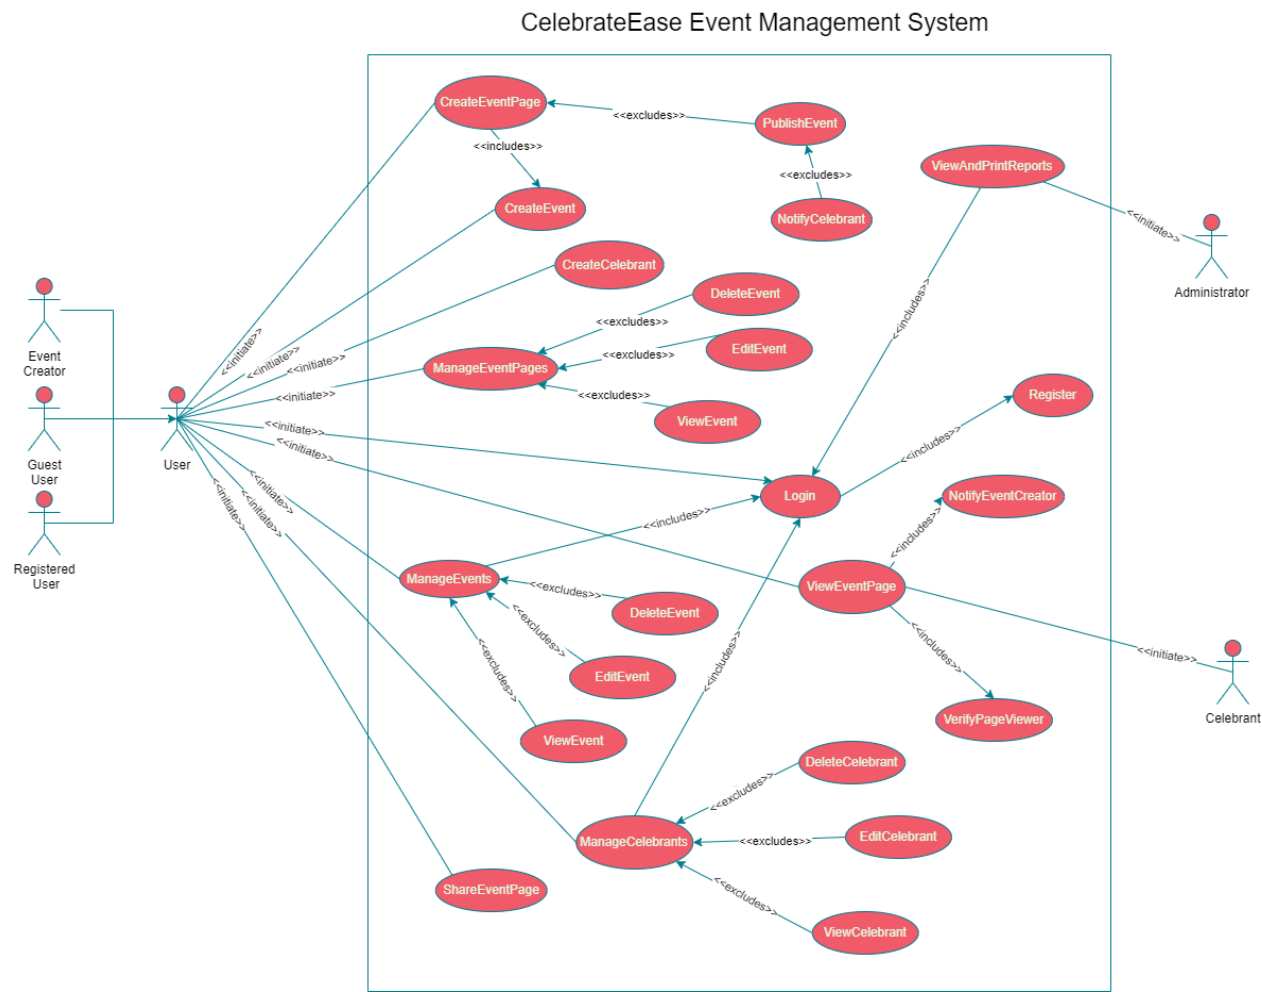 CelebrateEase Event Management System
CreateEventPage
<<excludes>>
PublishEvent
<<includes>>
ViewAndPrintReports
<<excludes>>
CreateEvent
NotifyCelebrant
<<initiate>>
Administrator
CreateCelebrant
DeleteEvent
<<includes>>
<<excludes>>
Event
Creator
<<initiate>>
<<initiate>>
<<initiate>>
EditEvent
<<excludes>>
ManageEventPages
<<initiate>>
<<excludes>>
Register
ViewEvent
<<initiate>>
<<initiate>>
<<includes>>
Guest
User
User
<<initiate>>
<<initiate>>
<<initiate>>
Login
NotifyEventCreator
<<includes>>
<<includes>>
Registered
User
ManageEvents
<<excludes>>
ViewEventPage
DeleteEvent
<<excludes>>
<<includes>>
<<initiate>>
<<excludes>>
EditEvent
<<includes>>
VerifyPageViewer
Celebrant
ViewEvent
DeleteCelebrant
<<excludes>>
ManageCelebrants
<<excludes>>
EditCelebrant
ShareEventPage
<<excludes>>
ViewCelebrant